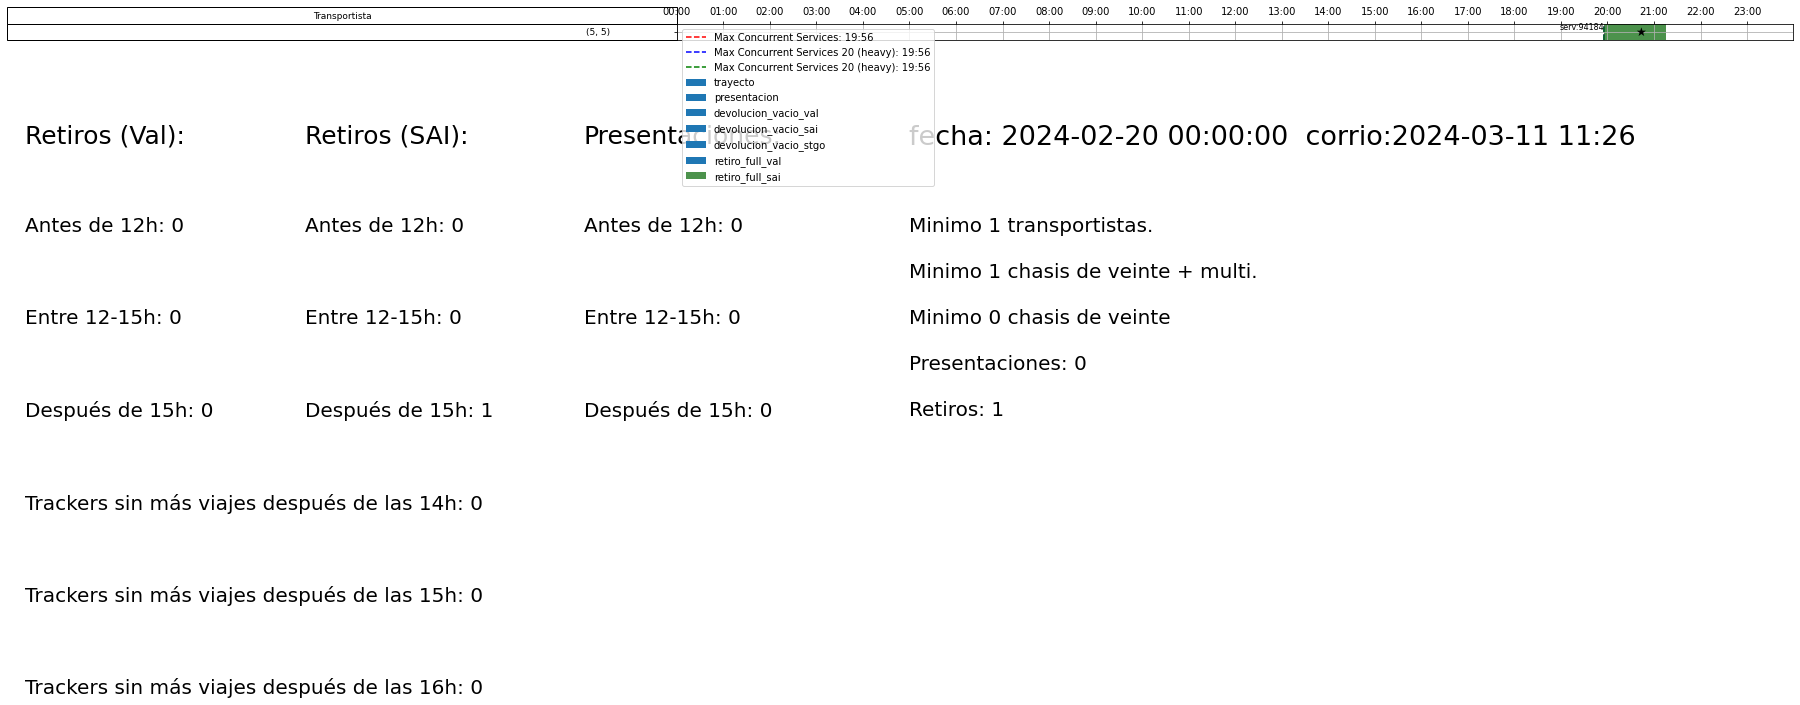 Transportista
00:00 01:00 02:00 03:00 04:00 05:00 06:00 07:00 08:00 09:00 10:00 11:00 12:00 13:00 14:00 15:00 16:00 17:00 18:00 19:00 20:00 21:00 22:00 23:00
(5, 5)
serv:94184
Max Concurrent Services: 19:56
Max Concurrent Services 20 (heavy): 19:56
Max Concurrent Services 20 (heavy): 19:56
trayecto
presentacion
devolucion_vacio_val
devolucion_vacio_sai
devolucion_vacio_stgo
retiro_full_val
retiro_full_sai
Retiros (Val):
Antes de 12h: 0
Entre 12-15h: 0
Después de 15h: 0
Retiros (SAI):
Antes de 12h: 0
Entre 12-15h: 0
Después de 15h: 1
Presentaciones:
Antes de 12h: 0
Entre 12-15h: 0
Después de 15h: 0
fecha: 2024-02-20 00:00:00  corrio:2024-03-11 11:26
Minimo 1 transportistas.
Minimo 1 chasis de veinte + multi.
Minimo 0 chasis de veinte
Presentaciones: 0
Retiros: 1
Trackers sin más viajes después de las 14h: 0
Trackers sin más viajes después de las 15h: 0
Trackers sin más viajes después de las 16h: 0